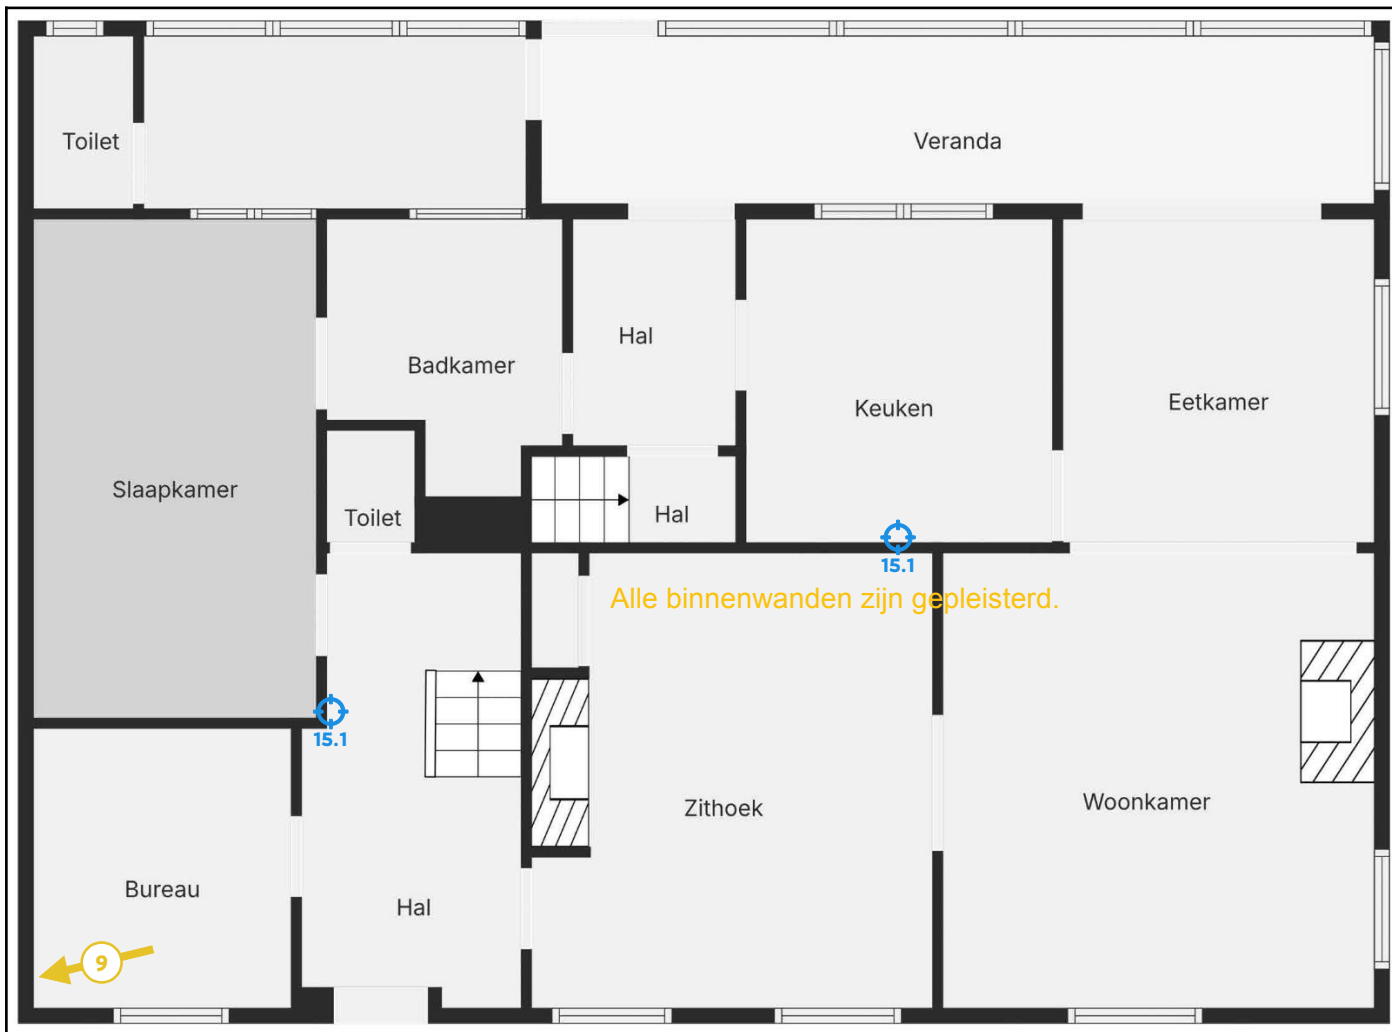 Toilet
Veranda
Hal
Badkamer
Keuken
Eetkamer
Slaapkamer
Toilet
Hal
15.1
Alle binnenwanden zijn gepleisterd.
15.1
Zithoek
Woonkamer
Bureau
Hal
9